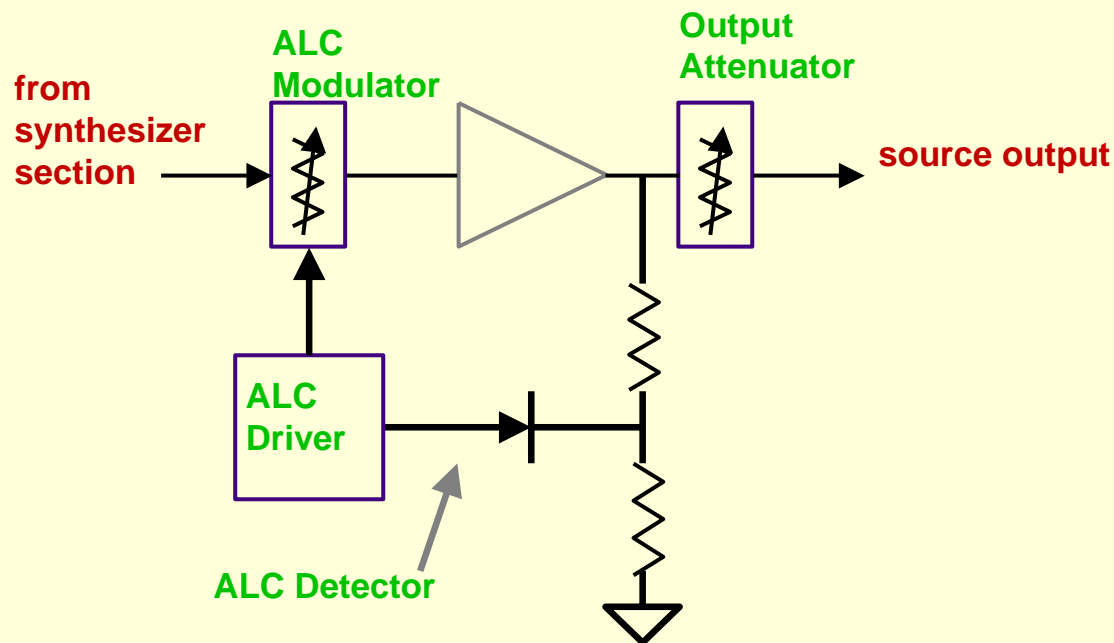 ALC
Modulator
Output
Attenuator
from
synthesizer
section
source output
ALC
Driver
ALC Detector